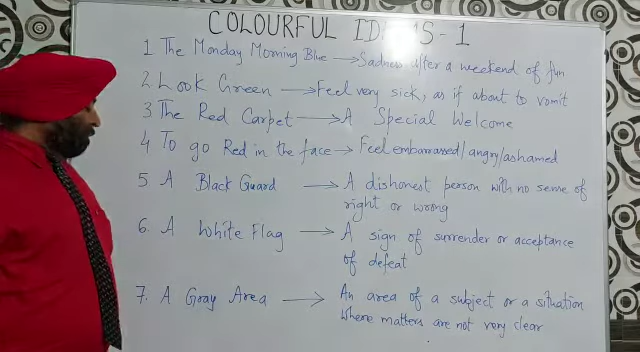 COLOURFUL IDIOMS - 1
1 The Monday Morning Blue → Sadness after a weekend of fun
2 Look Green → Feel very sick, as if about to vomit
3 The Red Carpet → A Special Welcome
4 To go Red in the face → Feel embarrassed/angry/ashamed
5 A Black Guard → A dishonest person with no sense of
right or wrong
6. A White Flag → A sign of surrender or acceptance
of defeat
7. A Gray Area → An area of a subject or a situation
where matters are not very clear